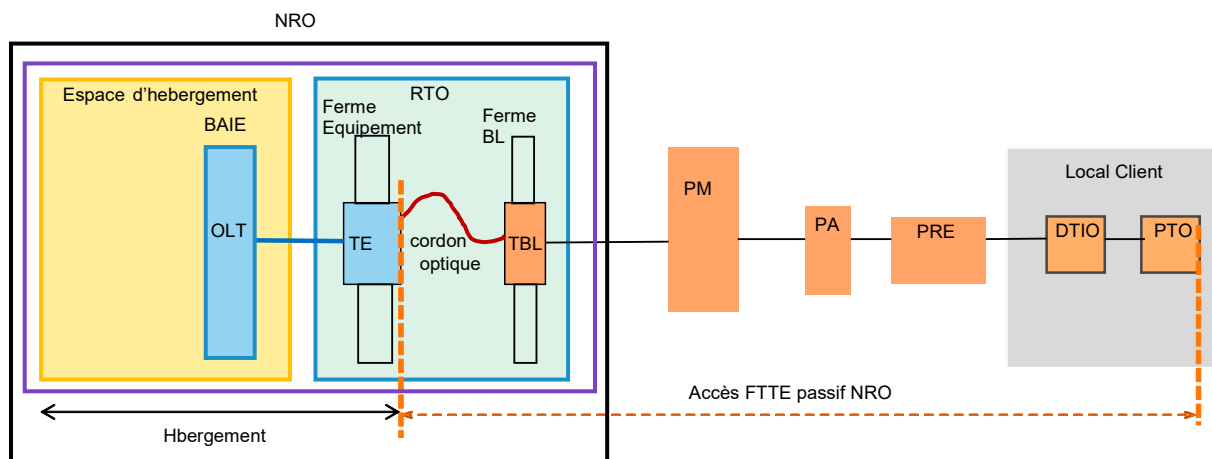 NRO
Espace d'hebergement
BAIE
OLT
RTO
Ferme
Equipement
Ferme
BL
TE
cordon
optique
TBL
PM
PA
PRE
Local Client
DTIO
PTO
Accès FTTE passif NRO
Hbergement